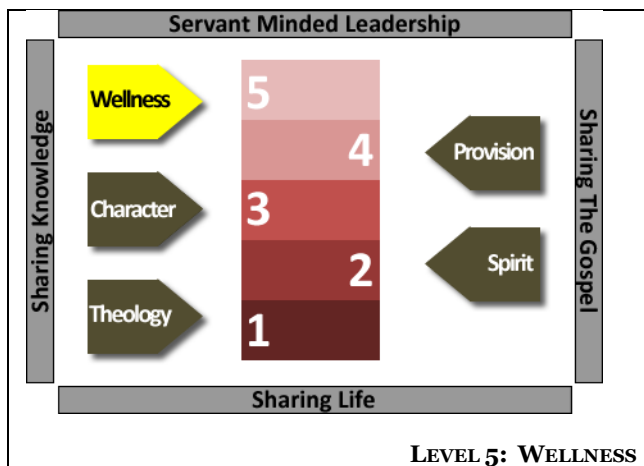 Servant Minded Leadership
Sharing Knowledge
Wellness
5
4
Provision
Character
3
2
Spirit
Theology
1
Sharing The Gospel
Sharing Life
LEVEL 5: WELLNESS